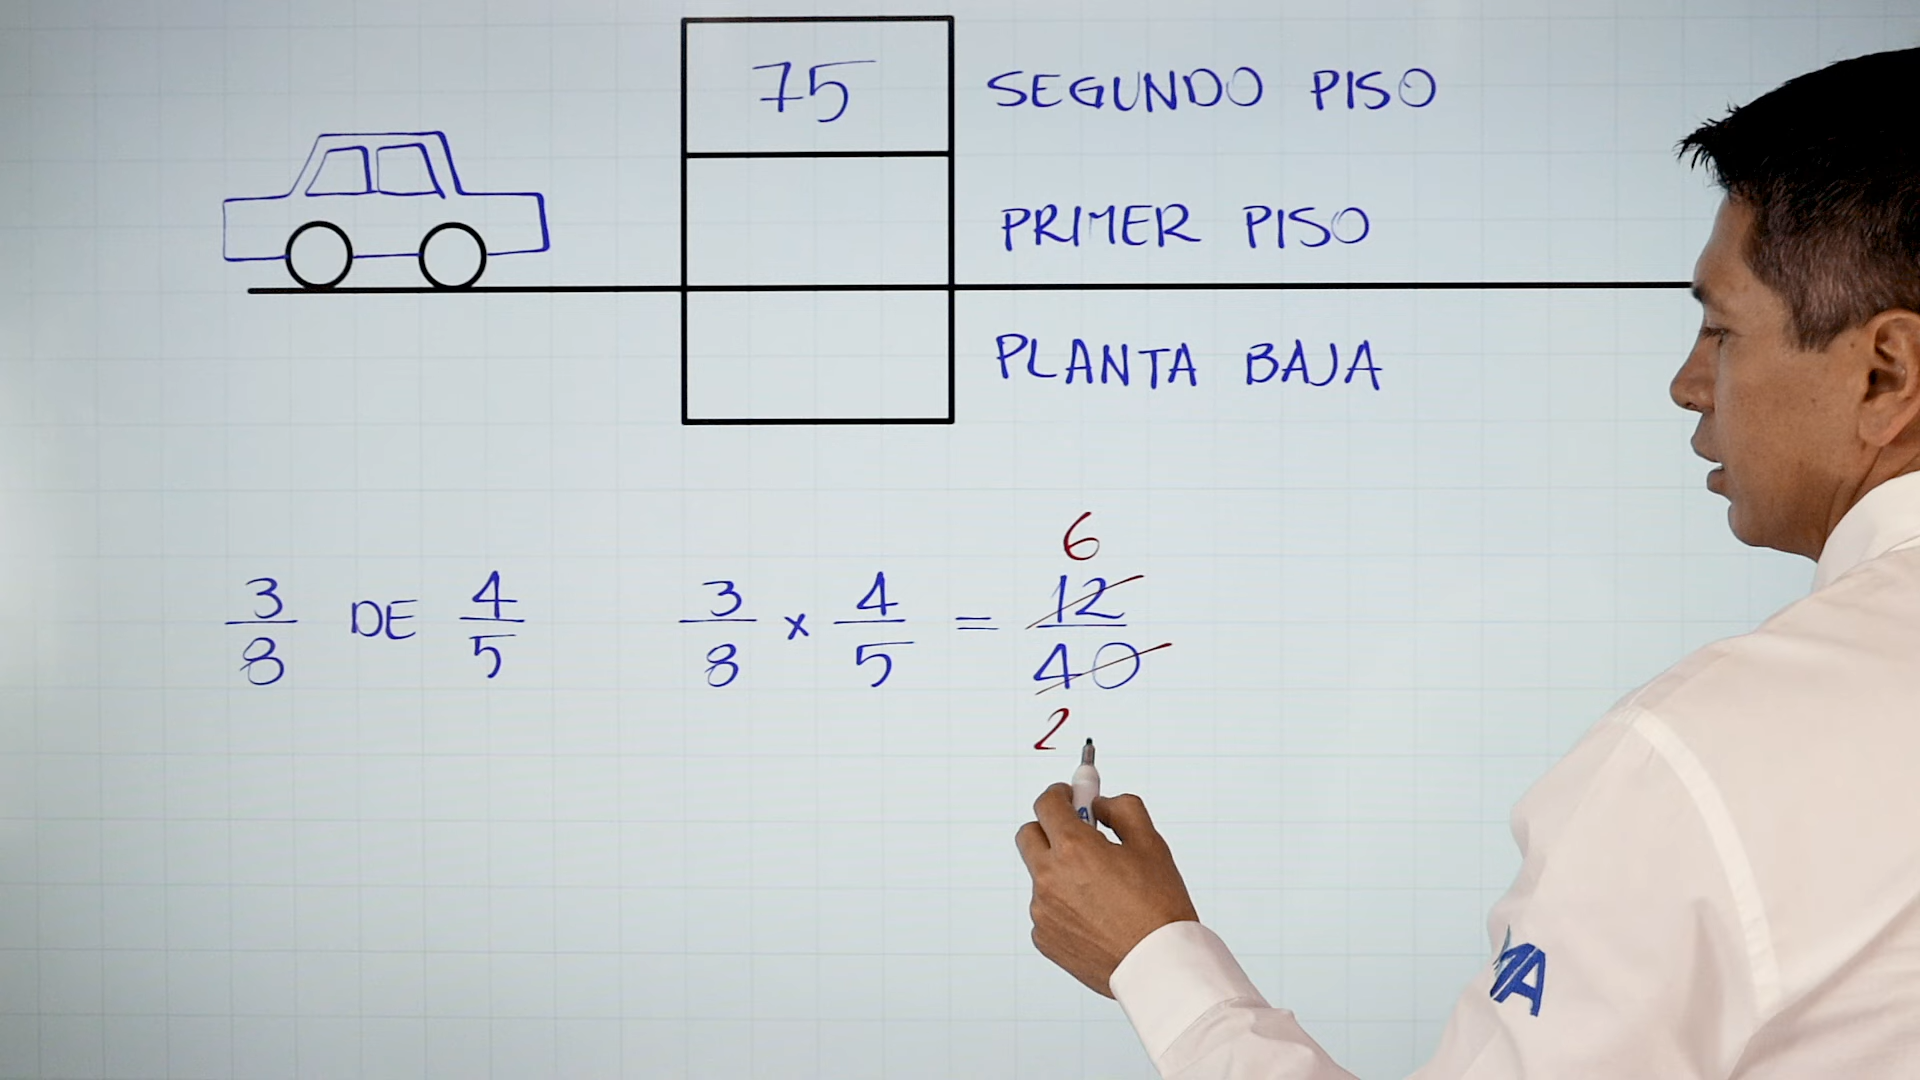 75 SEGUNDO PISO
PRIMER PISO
PLANTA BAJA
6
3/8 DE 4/5 3/8 x 4/5 = 12/40
2
A
MA